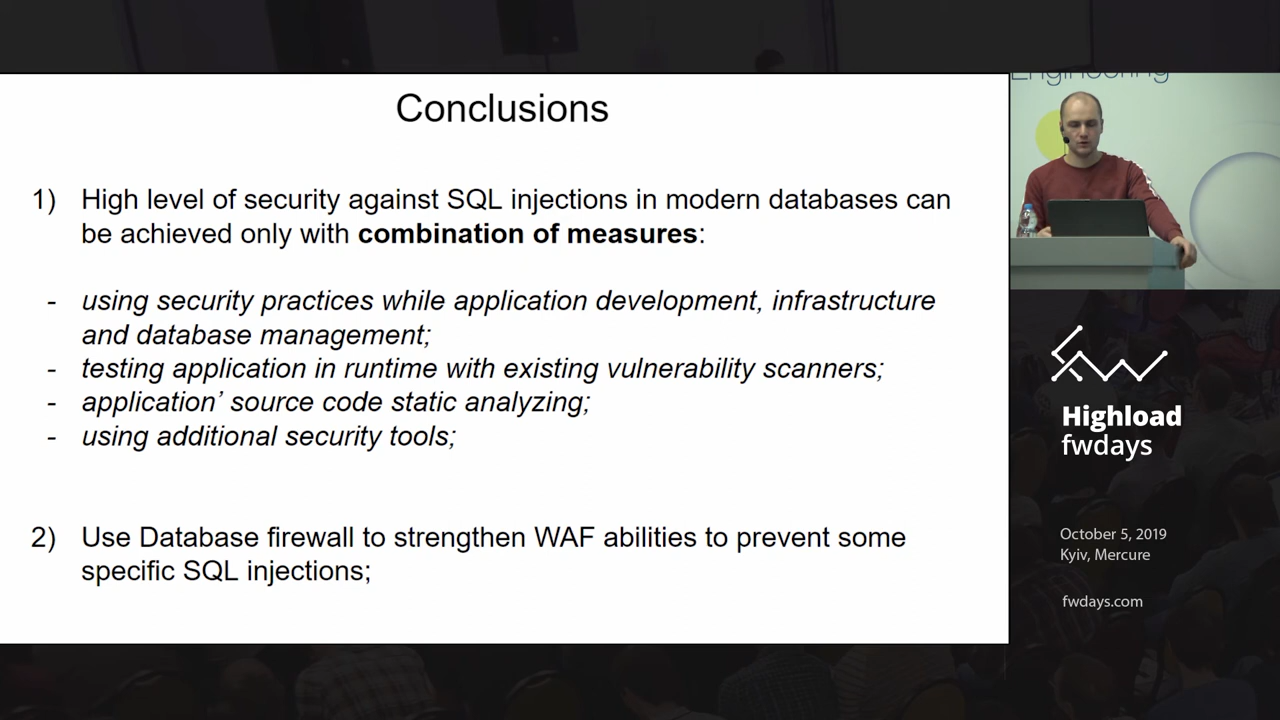 Conclusions
1) High level of security against SQL injections in modern databases can
be achieved only with combination of measures:
- using security practices while application development, infrastructure
and database management;
- testing application in runtime with existing vulnerability scanners;
- application’ source code static analyzing;
- using additional security tools;
2) Use Database firewall to strengthen WAF abilities to prevent some
specific SQL injections;
Engineering
Highload
fwdays
October 5, 2019
Kyiv, Mercure
fwdays.com